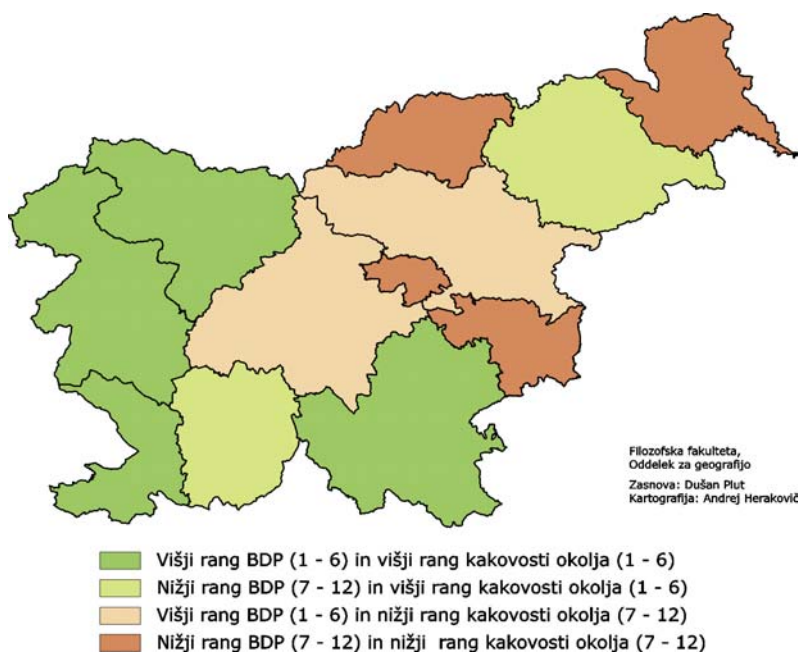 Filozofska fakulteta,
Oddelek za geografijo
Zasnova: Dušan Plut
Kartografija: Andrej Herakovič
Višji rang BDP (1 - 6) in višji rang kakovosti okolja (1 - 6)
Nižji rang BDP (7 - 12) in višji rang kakovosti okolja (1 - 6)
Višji rang BDP (1 - 6) in nižji rang kakovosti okolja (7 - 12)
Nižji rang BDP (7 - 12) in nižji rang kakovosti okolja (7 - 12)